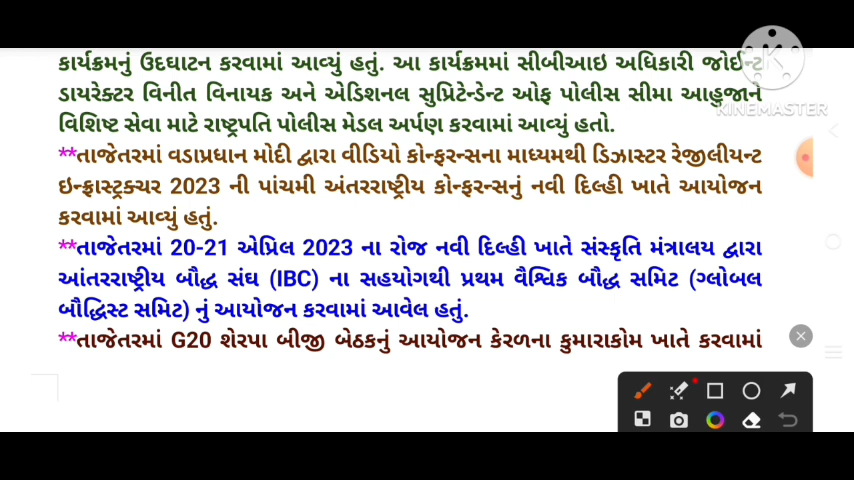 કાર્યક્રમનું ઉદઘાટન કરવામાં આવ્યું હતું. આ કાર્યક્રમમાં સીબીઆઇ અધિકારી જોઈન્ટ
ડાયરેક્ટર વિનીત વિનાયક અને એડિશનલ સુપ્રિટેન્ડેન્ટ ઓફ પોલીસ સીમા આહુજાને
વિશિષ્ટ સેવા માટે રાષ્ટ્રપતિ પોલીસ મેડલ અર્પણ કરવામાં આવ્યું હતો.
**તાજેતરમાં વડાપ્રધાન મોદી દ્વારા વીડિયો કોન્ફરન્સના માધ્યમથી ડિઝાસ્ટર રેજીલીયન્ટ
ઇન્ફ્રાસ્ટ્રક્ચર 2023 ની પાંચમી અંતરરાષ્ટ્રીય કોન્ફરન્સનું નવી દિલ્હી ખાતે આયોજન
કરવામાં આવ્યું હતું.
**તાજેતરમાં 20-21 એપ્રિલ 2023 ના રોજ નવી દિલ્હી ખાતે સંસ્કૃતિ મંત્રાલય દ્વારા
આંતરરાષ્ટ્રીય બૌદ્ધ સંઘ (IBC) ના સહયોગથી પ્રથમ વૈશ્વિક બૌદ્ધ સમિટ (ગ્લોબલ
બૌદ્ધિસ્ટ સમિટ) નું આયોજન કરવામાં આવેલ હતું.
**તાજેતરમાં G20 શેરપા બીજી બેઠકનું આયોજન કેરળના કુમારાકોમ ખાતે કરવામાં
K
KINEMASTER